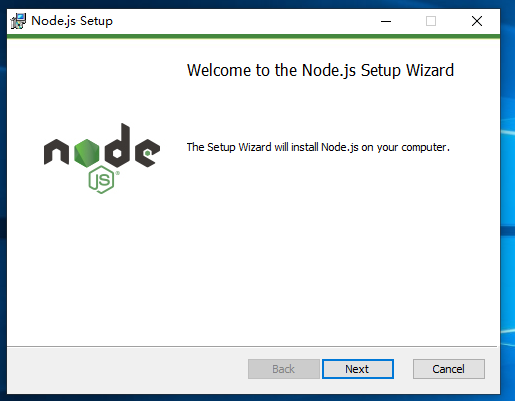 Node.js Setup
Welcome to the Node.js Setup Wizard
The Setup Wizard will install Node.js on your computer.
node
JS®
Back
Next
Cancel